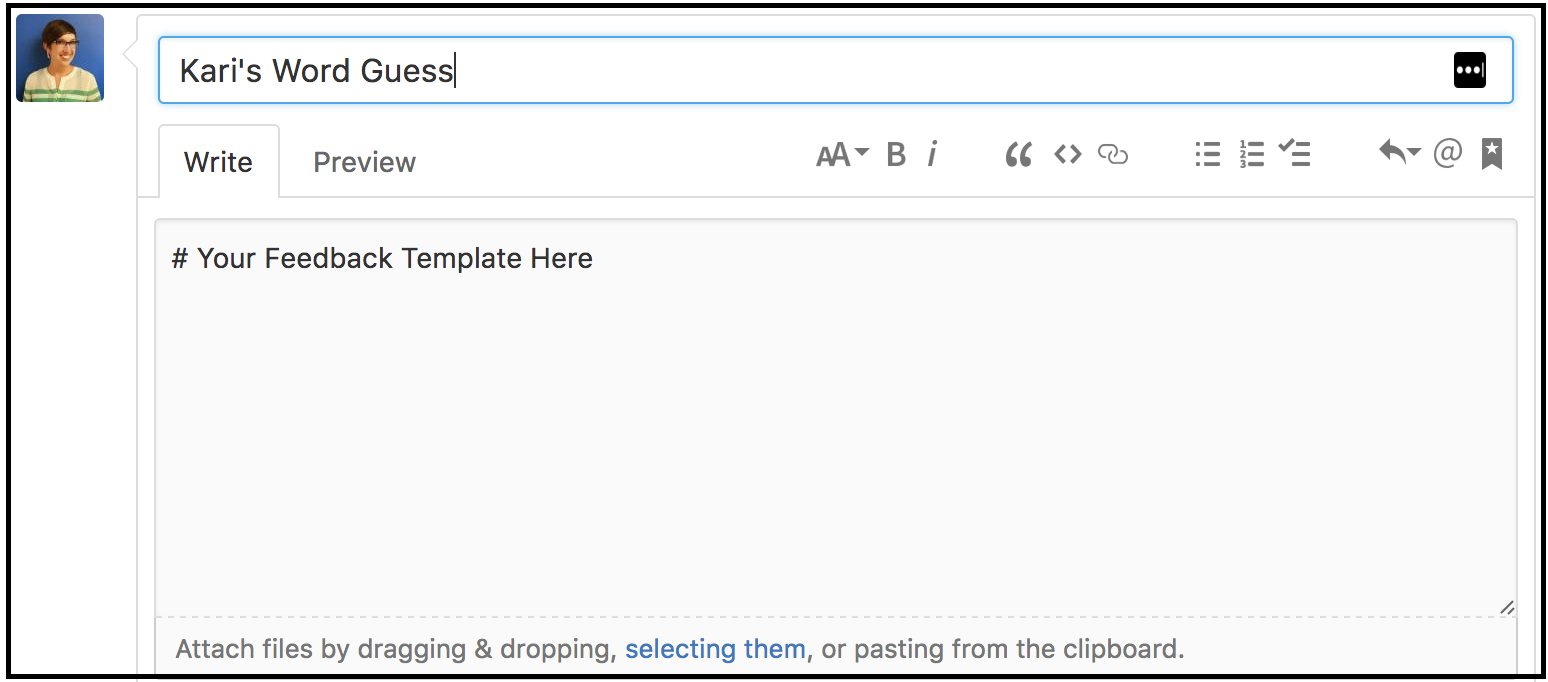 Kari's Word Guess
Write Preview
# Your Feedback Template Here
Attach files by dragging & dropping, selecting them, or pasting from the clipboard.